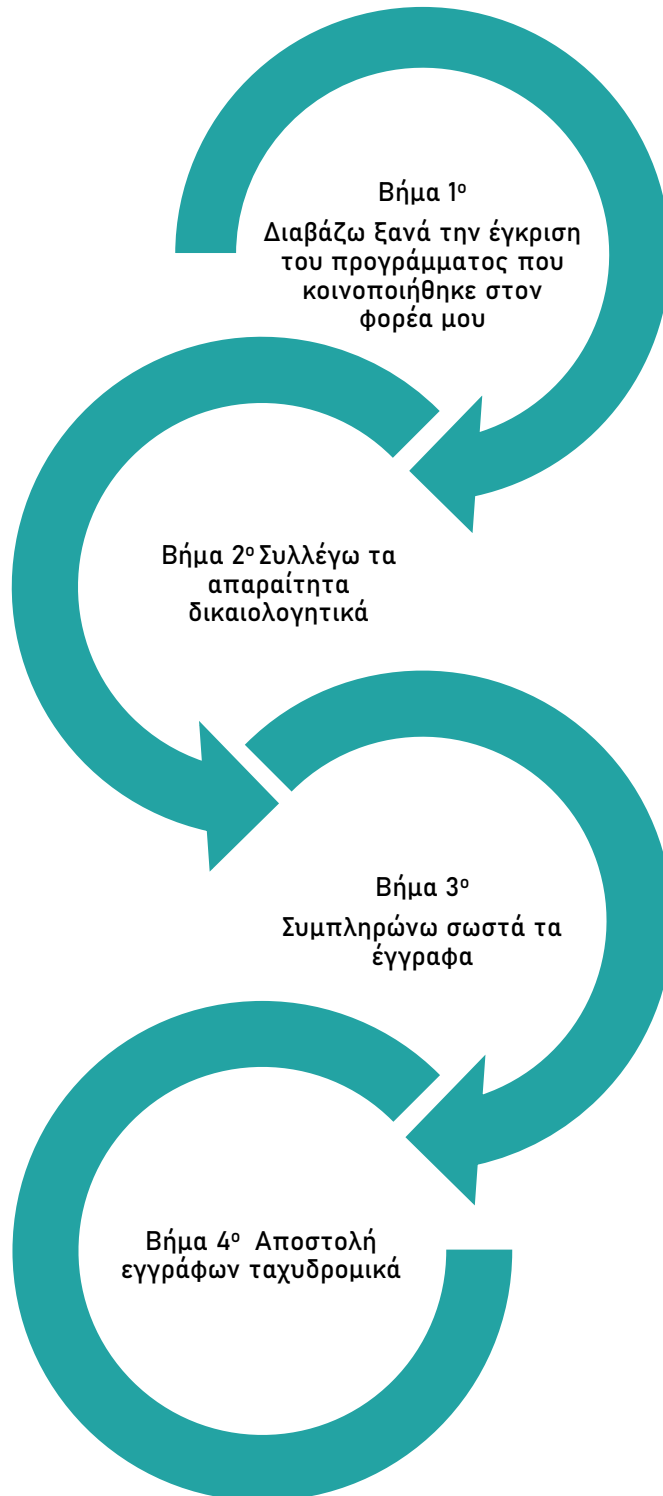 Βήμα 1ο
Διαβάζω ξανά την έγκριση
του προγράμματος που
κοινοποιήθηκε στον
φορέα μου
Βήμα 2ο Συλλέγω τα
απαραίτητα
δικαιολογητικά
Βήμα 3ο
Συμπληρώνω σωστά τα
έγγραφα
Βήμα 4ο Αποστολή
εγγράφων ταχυδρομικά